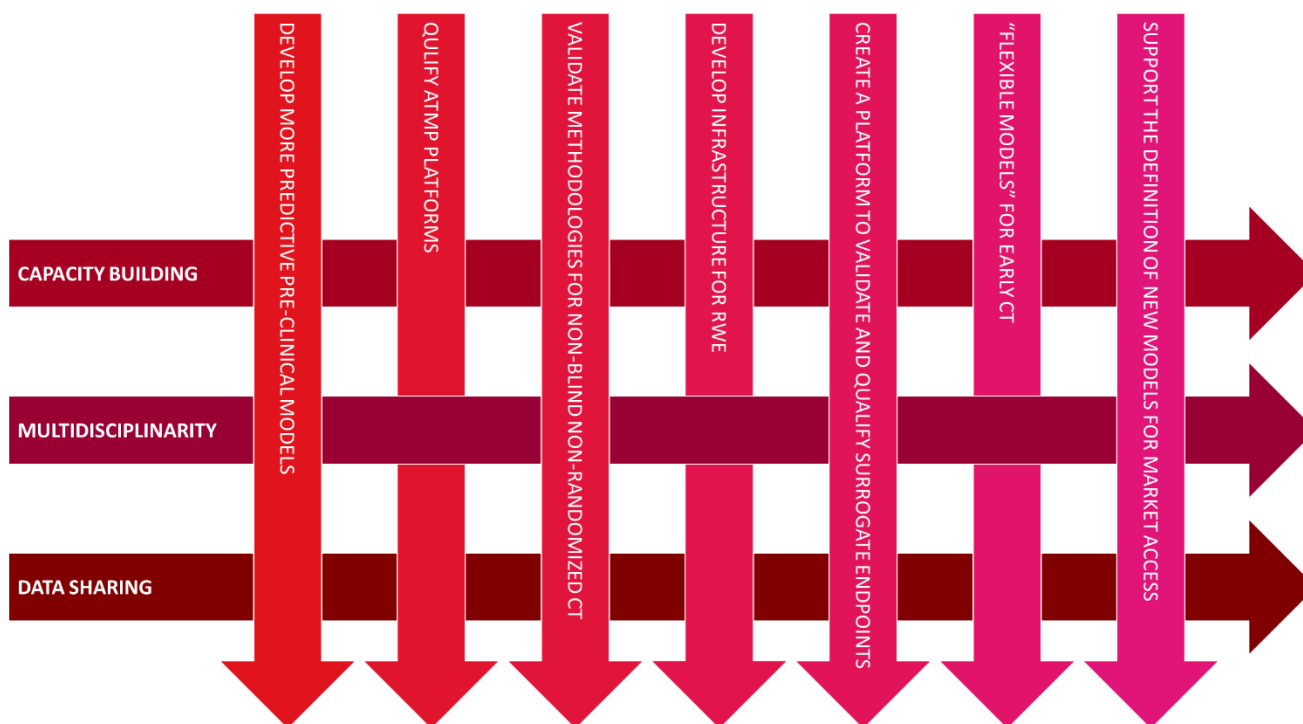 DEVELOP MORE PREDICTIVE PRE-CLINICAL MODELS
QULIFY ATMP PLATFORMS
VALIDATE METHODOLOGIES FOR NON-BLIND NON-RANDOMIZED CT
DEVELOP INFRASTRUCTURE FOR RWE
CREATE A PLATFORM TO VALIDATE AND QUALIFY SURROGATE ENDPOINTS
“FLEXIBLE MODELS” FOR EARLY CT
SUPPORT THE DEFINITION OF NEW MODELS FOR MARKET ACCESS
CAPACITY BUILDING
MULTIDISCIPLINARITY
DATA SHARING